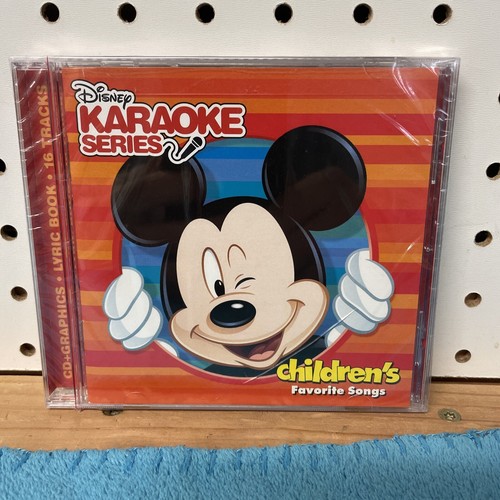 Disney
KARAOKE
SERIES
CD+GRAPHICS • LYRIC BOOK • 16 TRACKS
children's
Favorite Songs